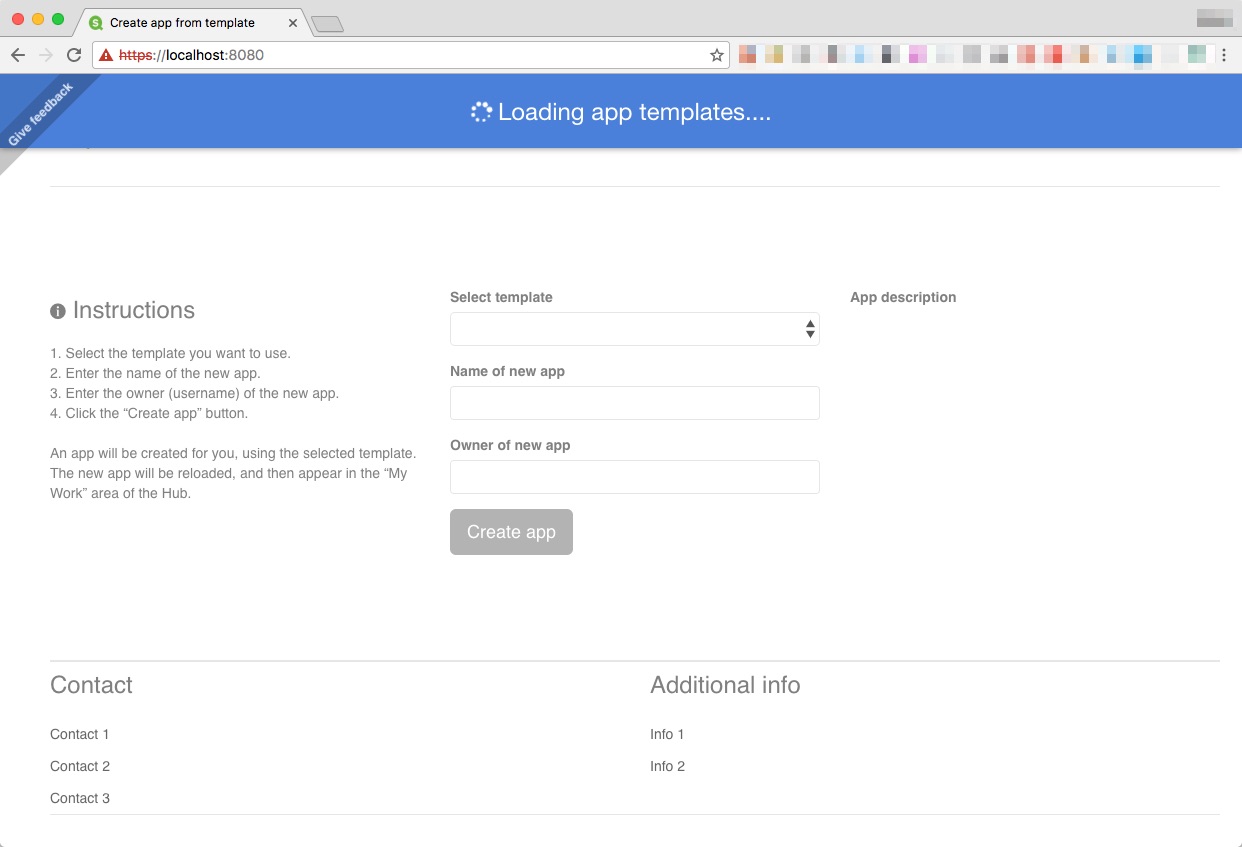 Create app from template
https://localhost:8080
Give feedback
Loading app templates....
Instructions
1. Select the template you want to use.
2. Enter the name of the new app.
3. Enter the owner (username) of the new app.
4. Click the “Create app” button.
An app will be created for you, using the selected template.
The new app will be reloaded, and then appear in the “My
Work” area of the Hub.
Select template
Name of new app
Owner of new app
Create app
App description
Contact
Contact 1
Contact 2
Contact 3
Additional info
Info 1
Info 2